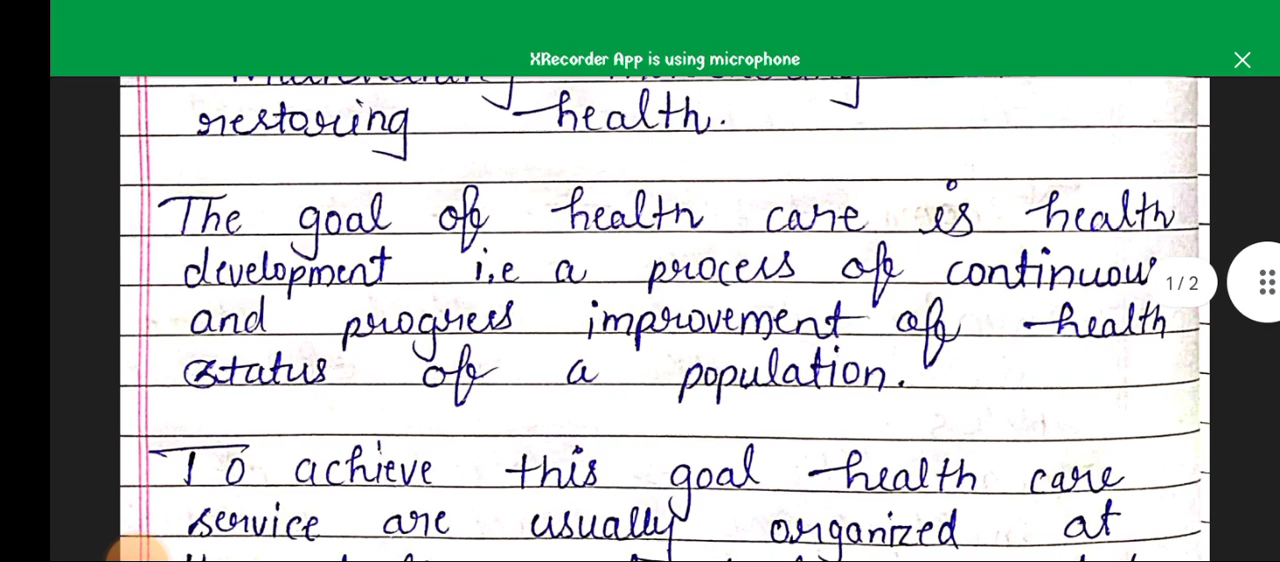 XRecorder App is using microphone
restoring health.
The goal of health care is health
development i.e a process of continuous
1/2
and progress improvement of health
status of a population.
To achieve this goal health care
service are usually organized at